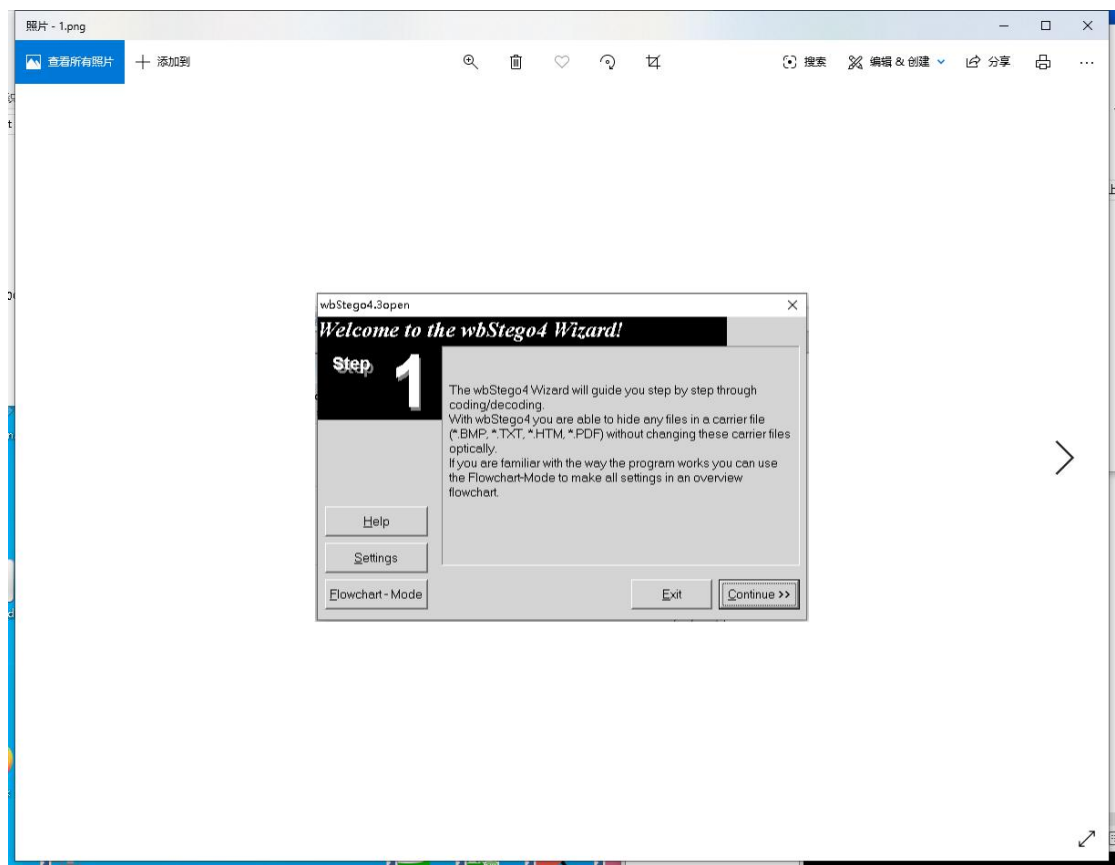 照片 - 1.png
查看所有照片
添加到
搜索
编辑 & 创建
分享
wbStego4.3open
Welcome to the wbStego4 Wizard!
Step
1
The wbStego4 Wizard will guide you step by step through
coding/decoding.
With wbStego4 you are able to hide any files in a carrier file
(*.BMP, *.TXT, *.HTM, *.PDF) without changing these carrier files
optically.
If you are familiar with the way the program works you can use
the Flowchart-Mode to make all settings in an overview
flowchart.
Help
Settings
Flowchart - Mode
Exit
Continue >>